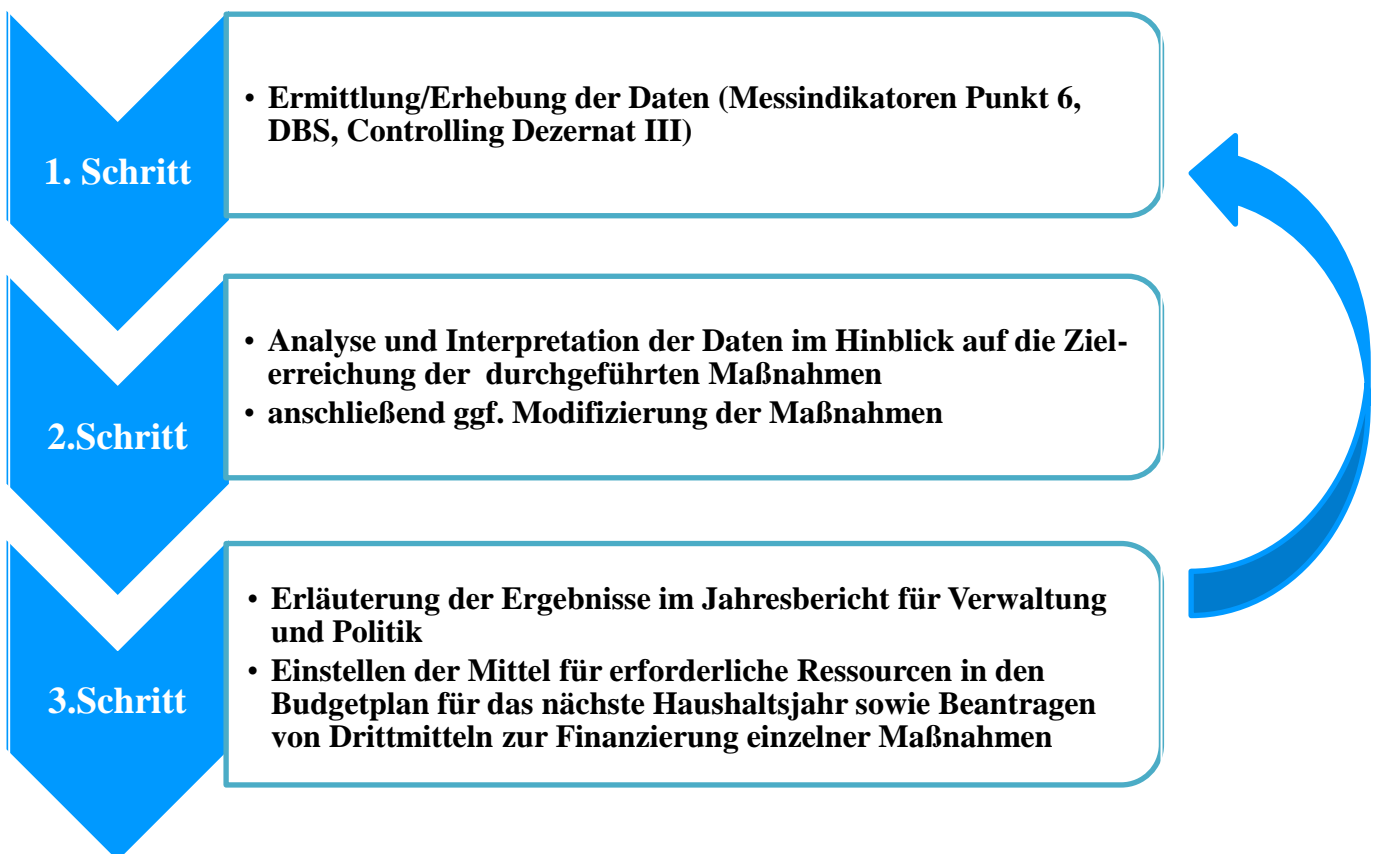 1. Schritt
• Ermittlung/Erhebung der Daten (Messindikatoren Punkt 6,
DBS, Controlling Dezernat III)
2.Schritt
• Analyse und Interpretation der Daten im Hinblick auf die Ziel-
erreichung der  durchgeführten Maßnahmen
• anschließend ggf. Modifizierung der Maßnahmen
3.Schritt
• Erläuterung der Ergebnisse im Jahresbericht für Verwaltung
und Politik
• Einstellen der Mittel für erforderliche Ressourcen in den
Budgetplan für das nächste Haushaltsjahr sowie Beantragen
von Drittmitteln zur Finanzierung einzelner Maßnahmen